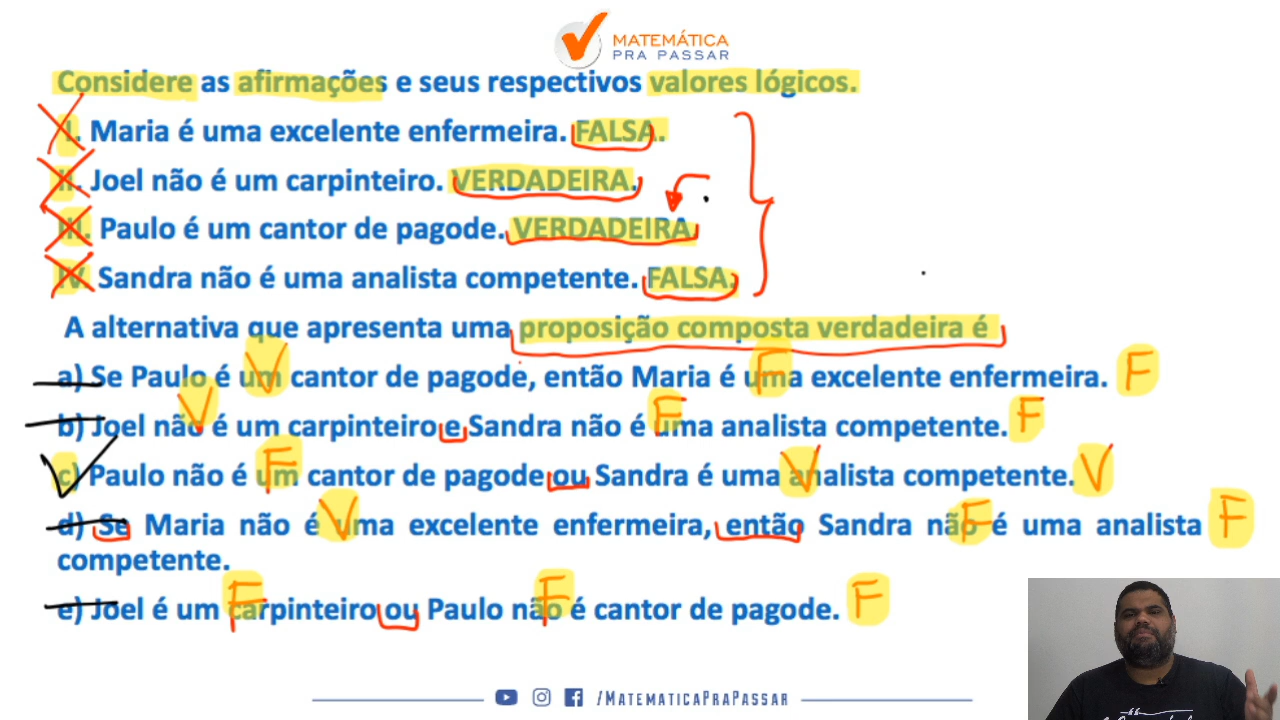 MATEMÁTICA
PRA PASSAR
Considere as afirmações e seus respectivos valores lógicos.
I. Maria é uma excelente enfermeira. FALSA.
II. Joel não é um carpinteiro. VERDADEIRA.
III. Paulo é um cantor de pagode. VERDADEIRA.
IV. Sandra não é uma analista competente. FALSA.
A alternativa que apresenta uma proposição composta verdadeira é
V F
a) Se Paulo é um cantor de pagode, então Maria é uma excelente enfermeira. F
V F
b) Joel não é um carpinteiro e Sandra não é uma analista competente. F
F V
c) Paulo não é um cantor de pagode ou Sandra é uma analista competente. V
V F
d) Se Maria não é uma excelente enfermeira, então Sandra não é uma analista F
competente.
F F
e) Joel é um carpinteiro ou Paulo não é cantor de pagode. F
/MATEMATICAPRAPASSAR